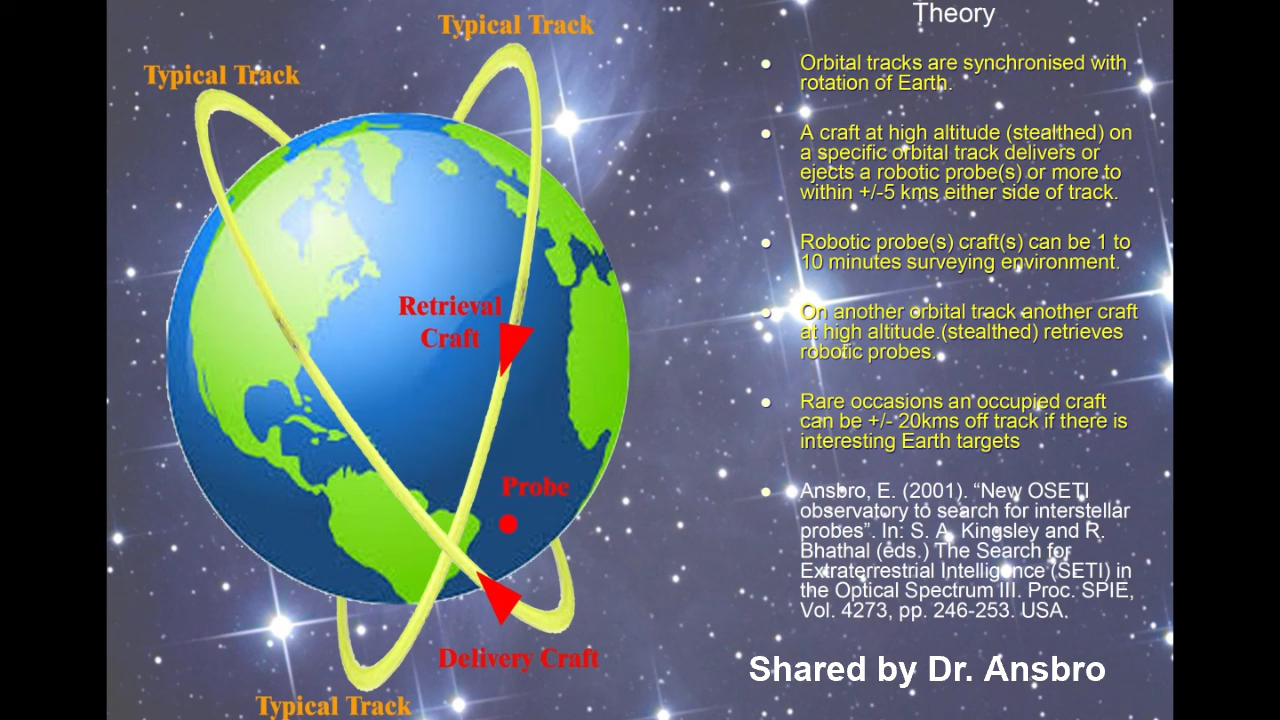 Typical Track
Typical Track
Retrieval
Craft
Probe
Delivery Craft
Typical Track
Theory
Orbital tracks are synchronised with
rotation of Earth.
A craft at high altitude (stealthed) on
a specific orbital track delivers or
ejects a robotic probe(s) or more to
within +/-5 kms either side of track.
Robotic probe(s) craft(s) can be 1 to
10 minutes surveying environment.
On another orbital track another craft
at high altitude.(stealthed) retrieves
robotic probes.
Rare occasions an occupied craft
can be +/- 20kms off track if there is
interesting Earth targets
Ansbro, E. (2001). “New OSETI
observatory to search for interstellar
probes”. In: S. A. Kingsley and R.
Bhathal (eds.) The Search for
Extraterrestrial Intelligence (SETI) in
the Optical Spectrum III. Proc. SPIE,
Vol. 4273, pp. 246-253. USA.
Shared by Dr. Ansbro